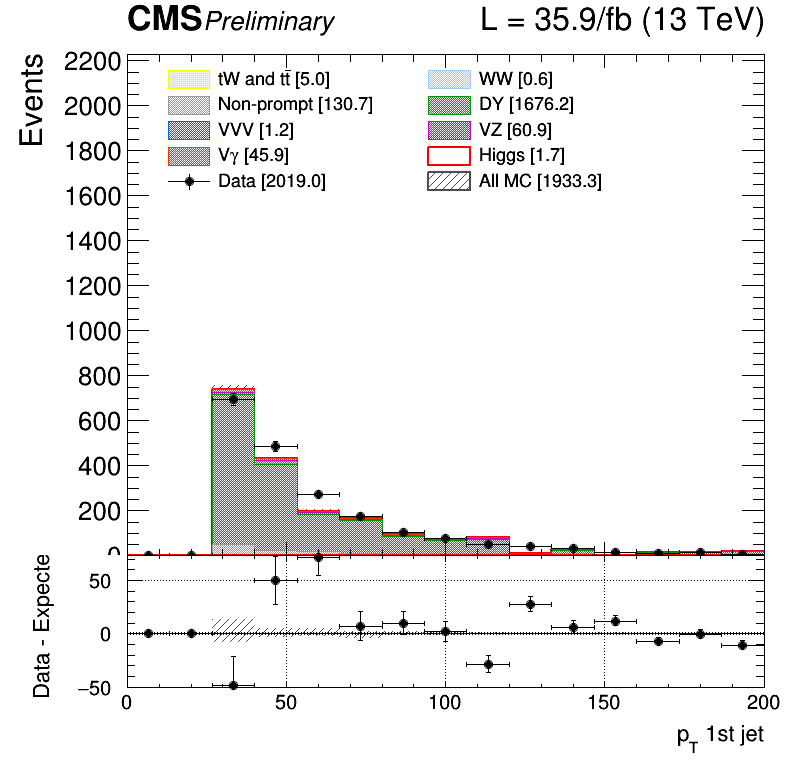 CMS Preliminary L = 35.9/fb (13 TeV)
Events
2200
2000
1800
1600
1400
1200
1000
800
600
400
200
0
tW and tt̄ [5.0]
Non-prompt [130.7]
VVV [1.2]
Vγ [45.9]
Data [2019.0]
WW [0.6]
DY [1676.2]
VZ [60.9]
Higgs [1.7]
All MC [1933.3]
Data - Expecte
50
0
−50
0 50 100 150 200
p_T 1st jet